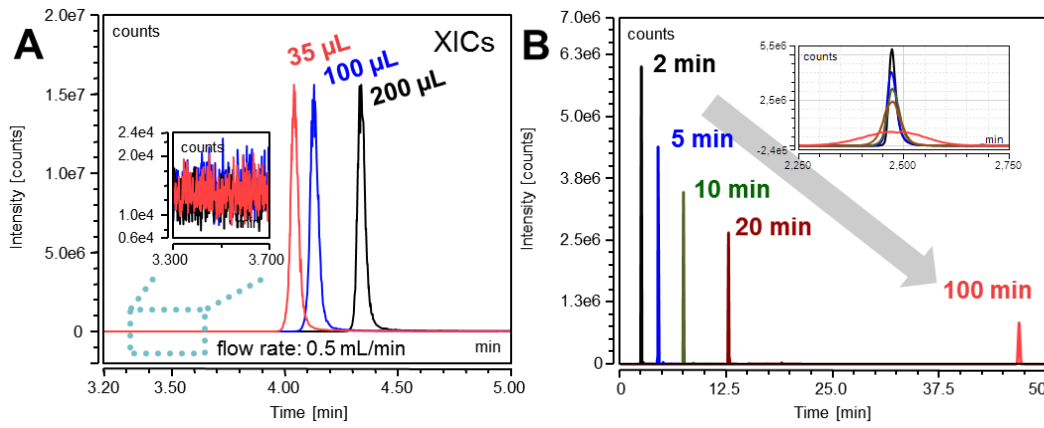 A
2.0e7
counts
XICs
35 µL
100 µL
200 µL
1.5e7
1.0e7
5.0e6
0
Intensity [counts]
2.4e4
counts
2.0e4
1.0e4
0.6e4
min
3.300
3.700
flow rate: 0.5 mL/min
min
3.20
4.00
4.50
5.00
Time [min]
B
7.0e6
counts
6.3e6
5.0e6
3.8e6
2.5e6
1.3e6
0
Intensity [counts]
2 min
5 min
10 min
20 min
100 min
5.5e6
counts
2.5e6
min
-2.4e5
2.250
2,500
2,750
0
12.5
25.0
37.5
50
Time [min]